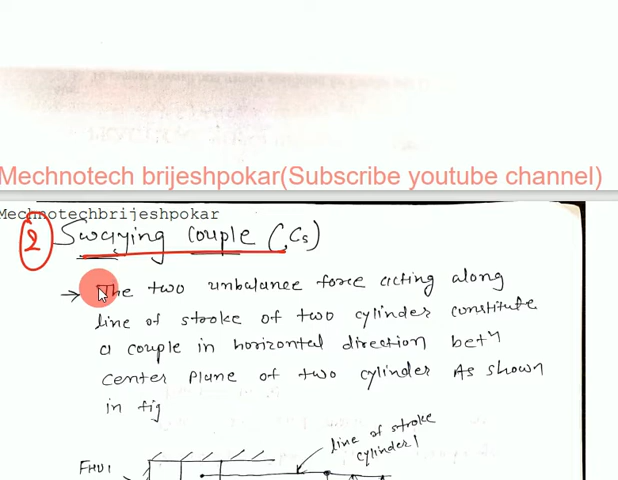 Mechnotech brijeshpokar(Subscribe youtube channel)
Mechnotechbrijeshpokar
2 Swaying couple (Cs)
→ The two unbalance force acting along
line of stroke of two cylinder constitute
a couple in horizontal direction betn
center plane of two cylinder As shown
in fig
line of stroke
cylinder 1
FHU1